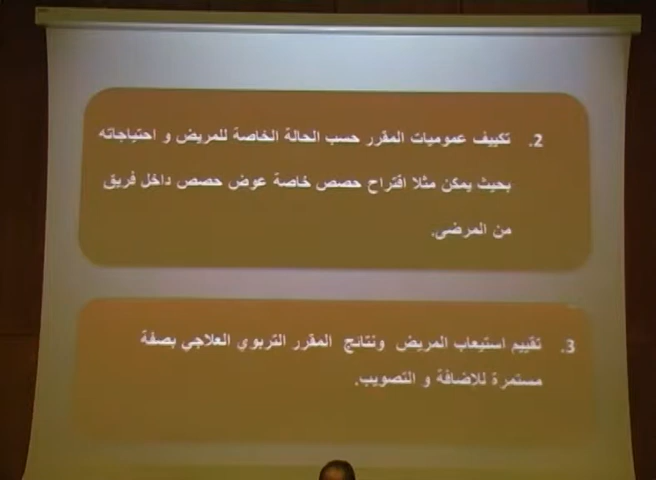 2. تكييف عموميات المقرر حسب الحالة الخاصة للمريض و احتياجاته
بحيث يمكن مثلا اقتراح حصص خاصة عوض حصص داخل فريق
من المرضى.
3. تقييم استيعاب المريض ونتائج المقرر التربوي العلاجي بصفة
مستمرة للاضافة و التصويب.